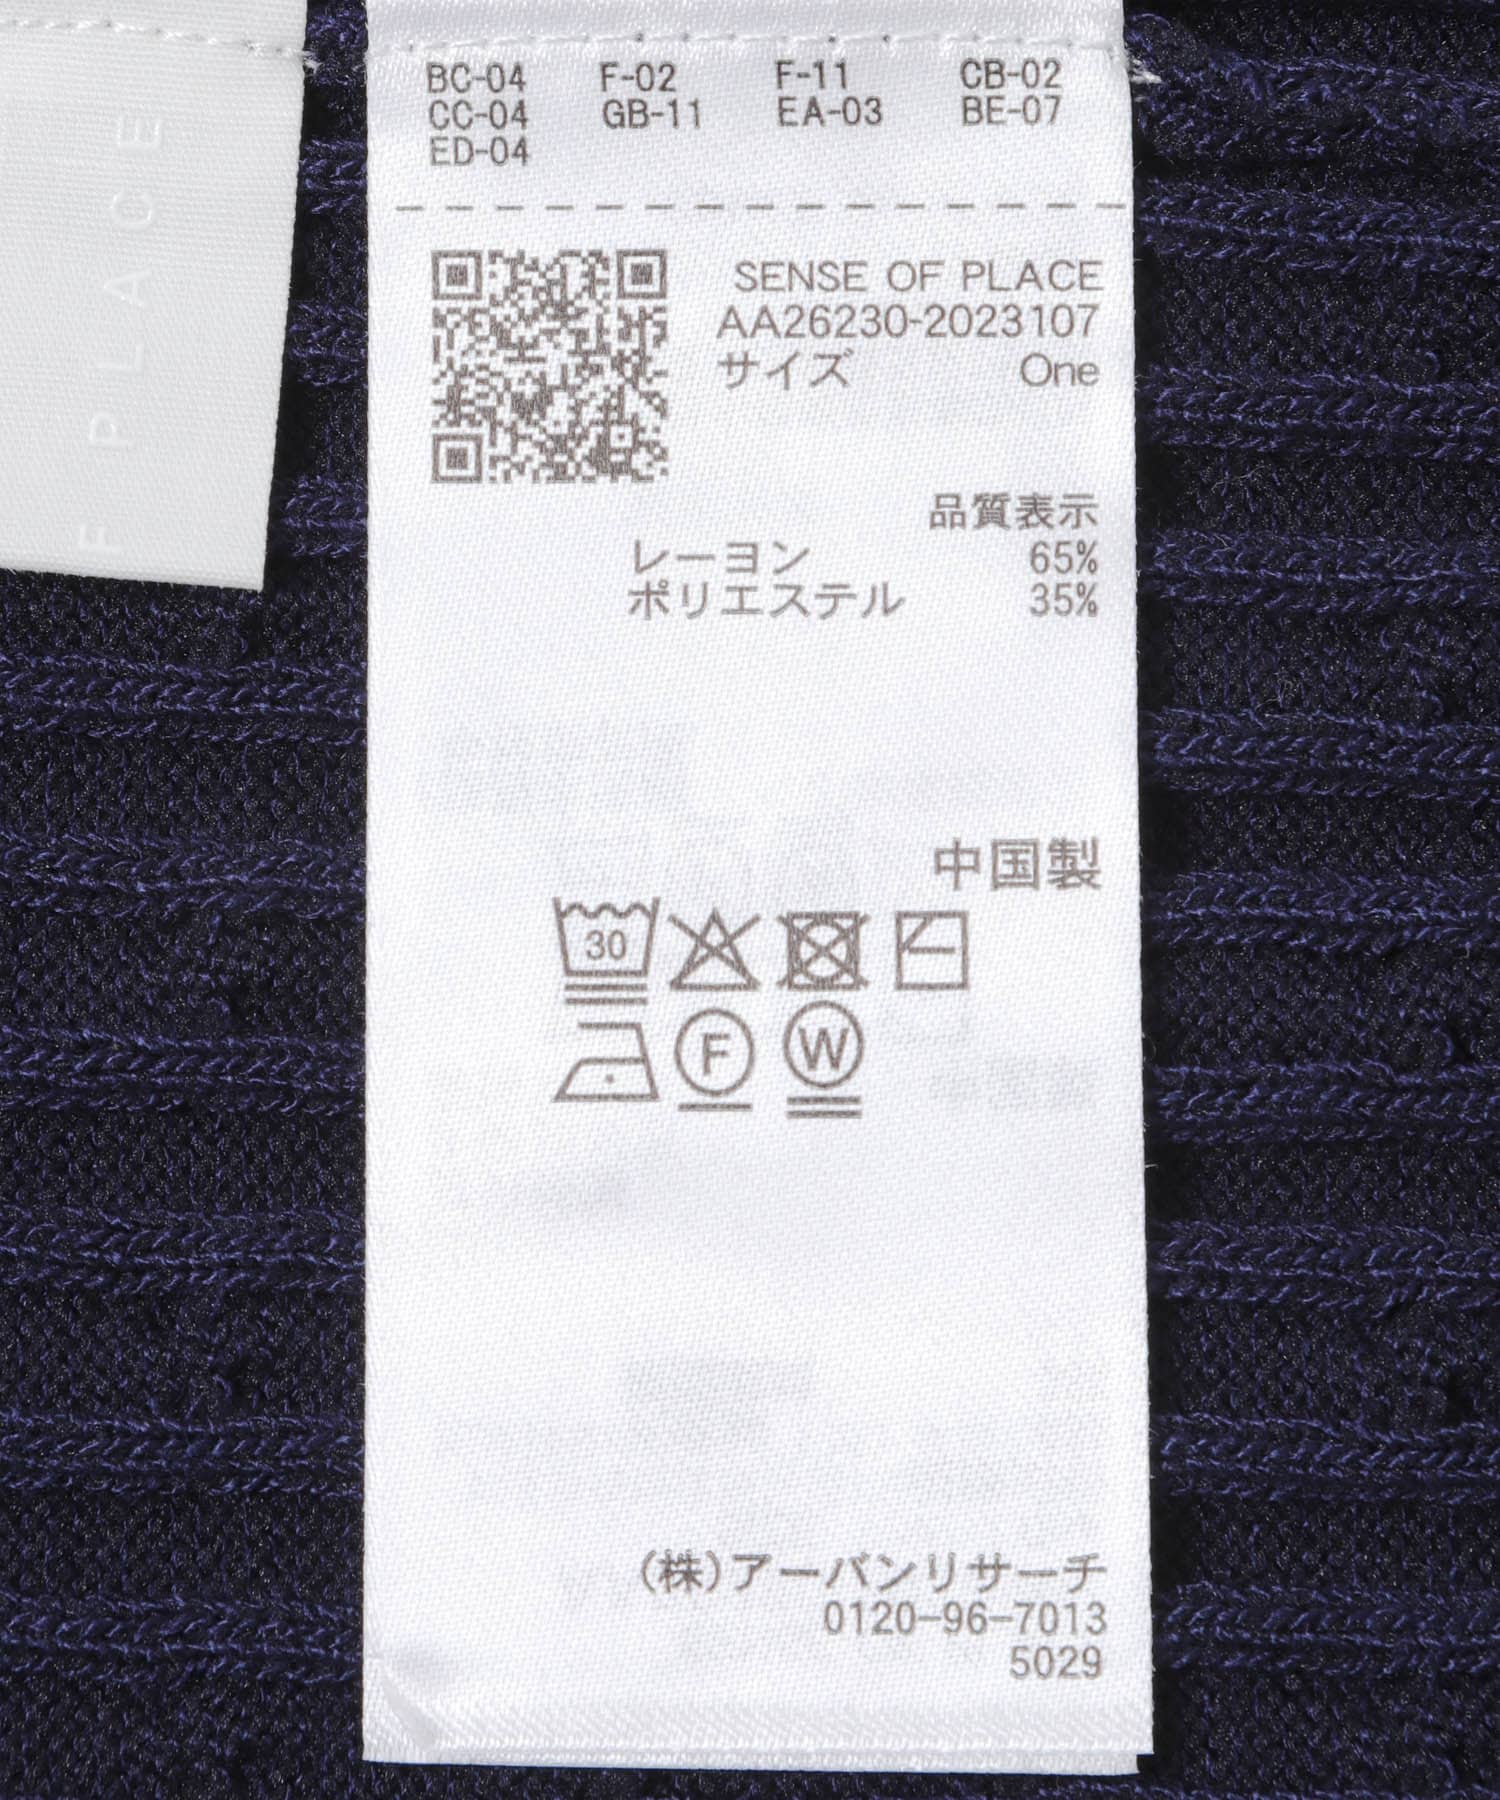 F PLACE
BC-04 F-02 F-11 CB-02
CC-04 GB-11 EA-03 BE-07
ED-04
SENSE OF PLACE
AA26230-2023107
サイズ One
品質表示
レーヨン 65%
ポリエステル 35%
中国製
30
F W
(株)アーバンリサーチ
0120-96-7013
5029